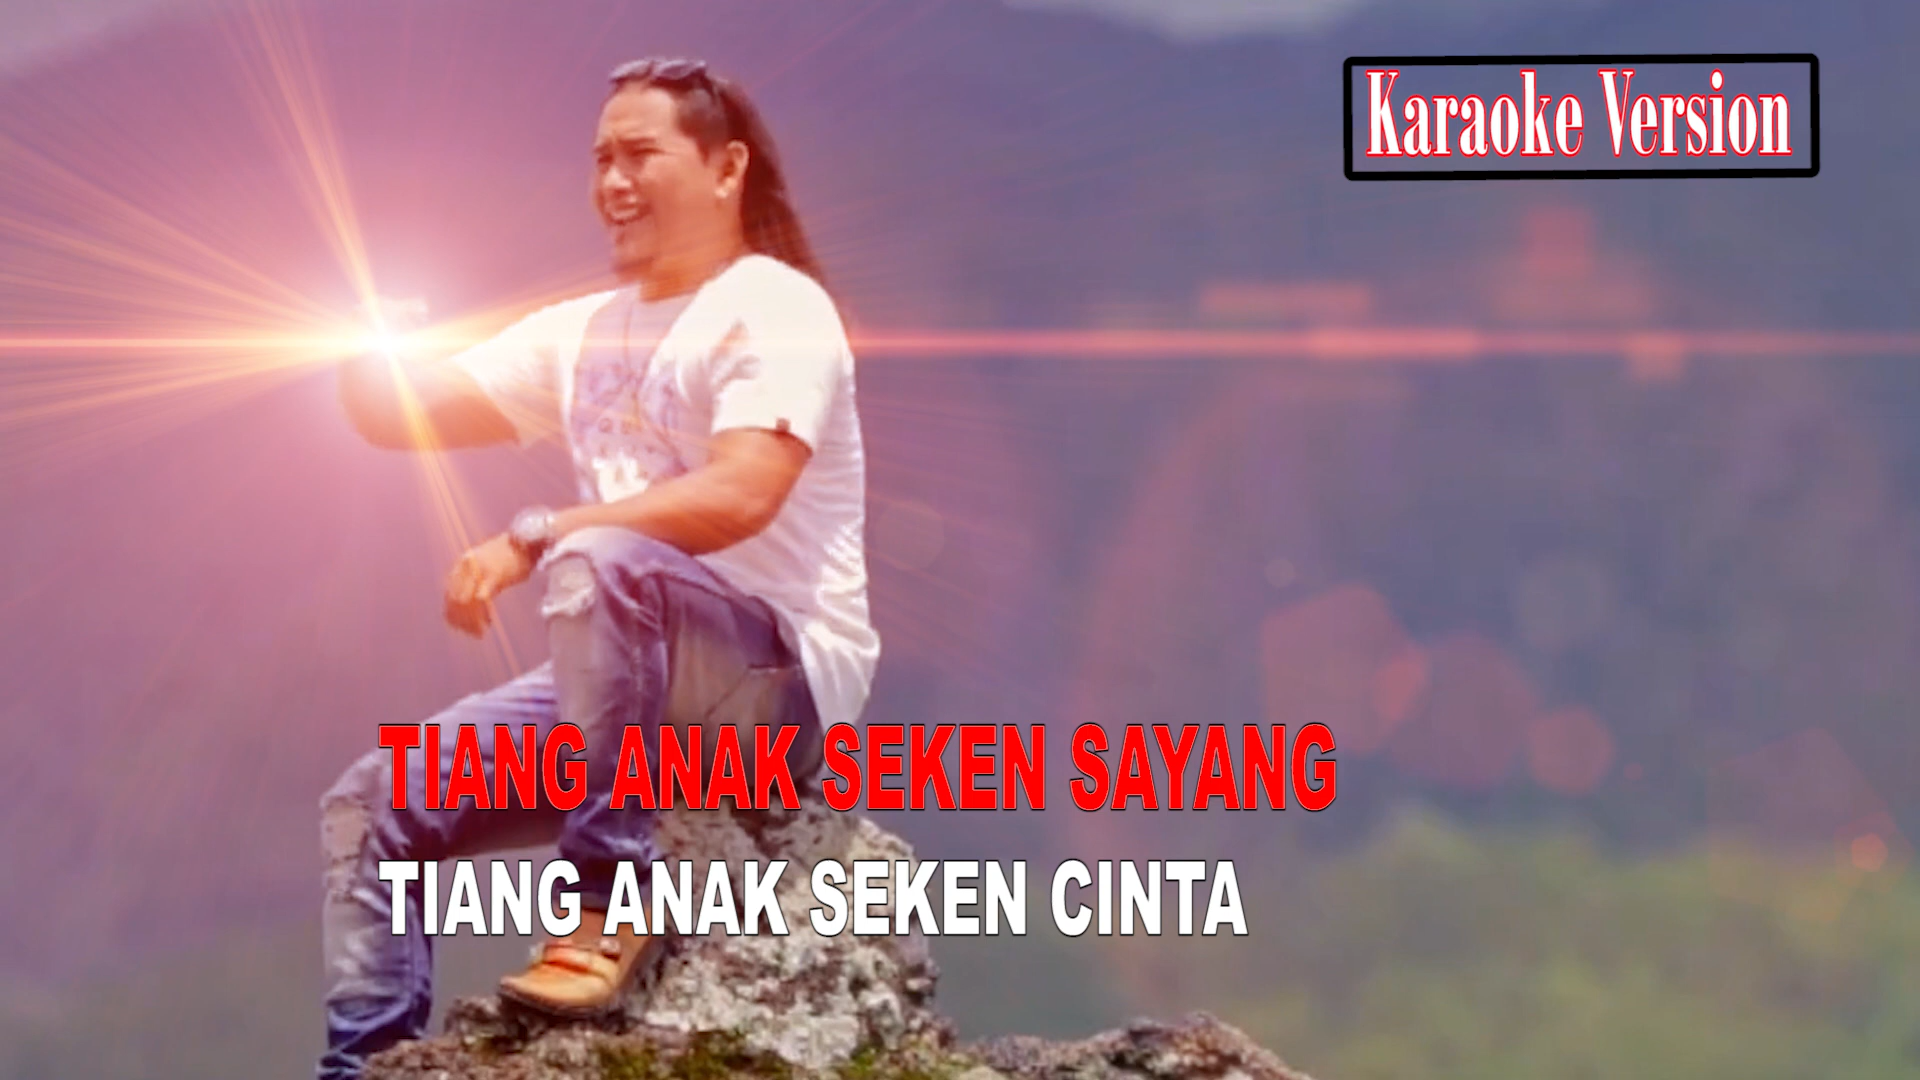 Karaoke Version
TIANG ANAK SEKEN SAYANG
TIANG ANAK SEKEN CINTA